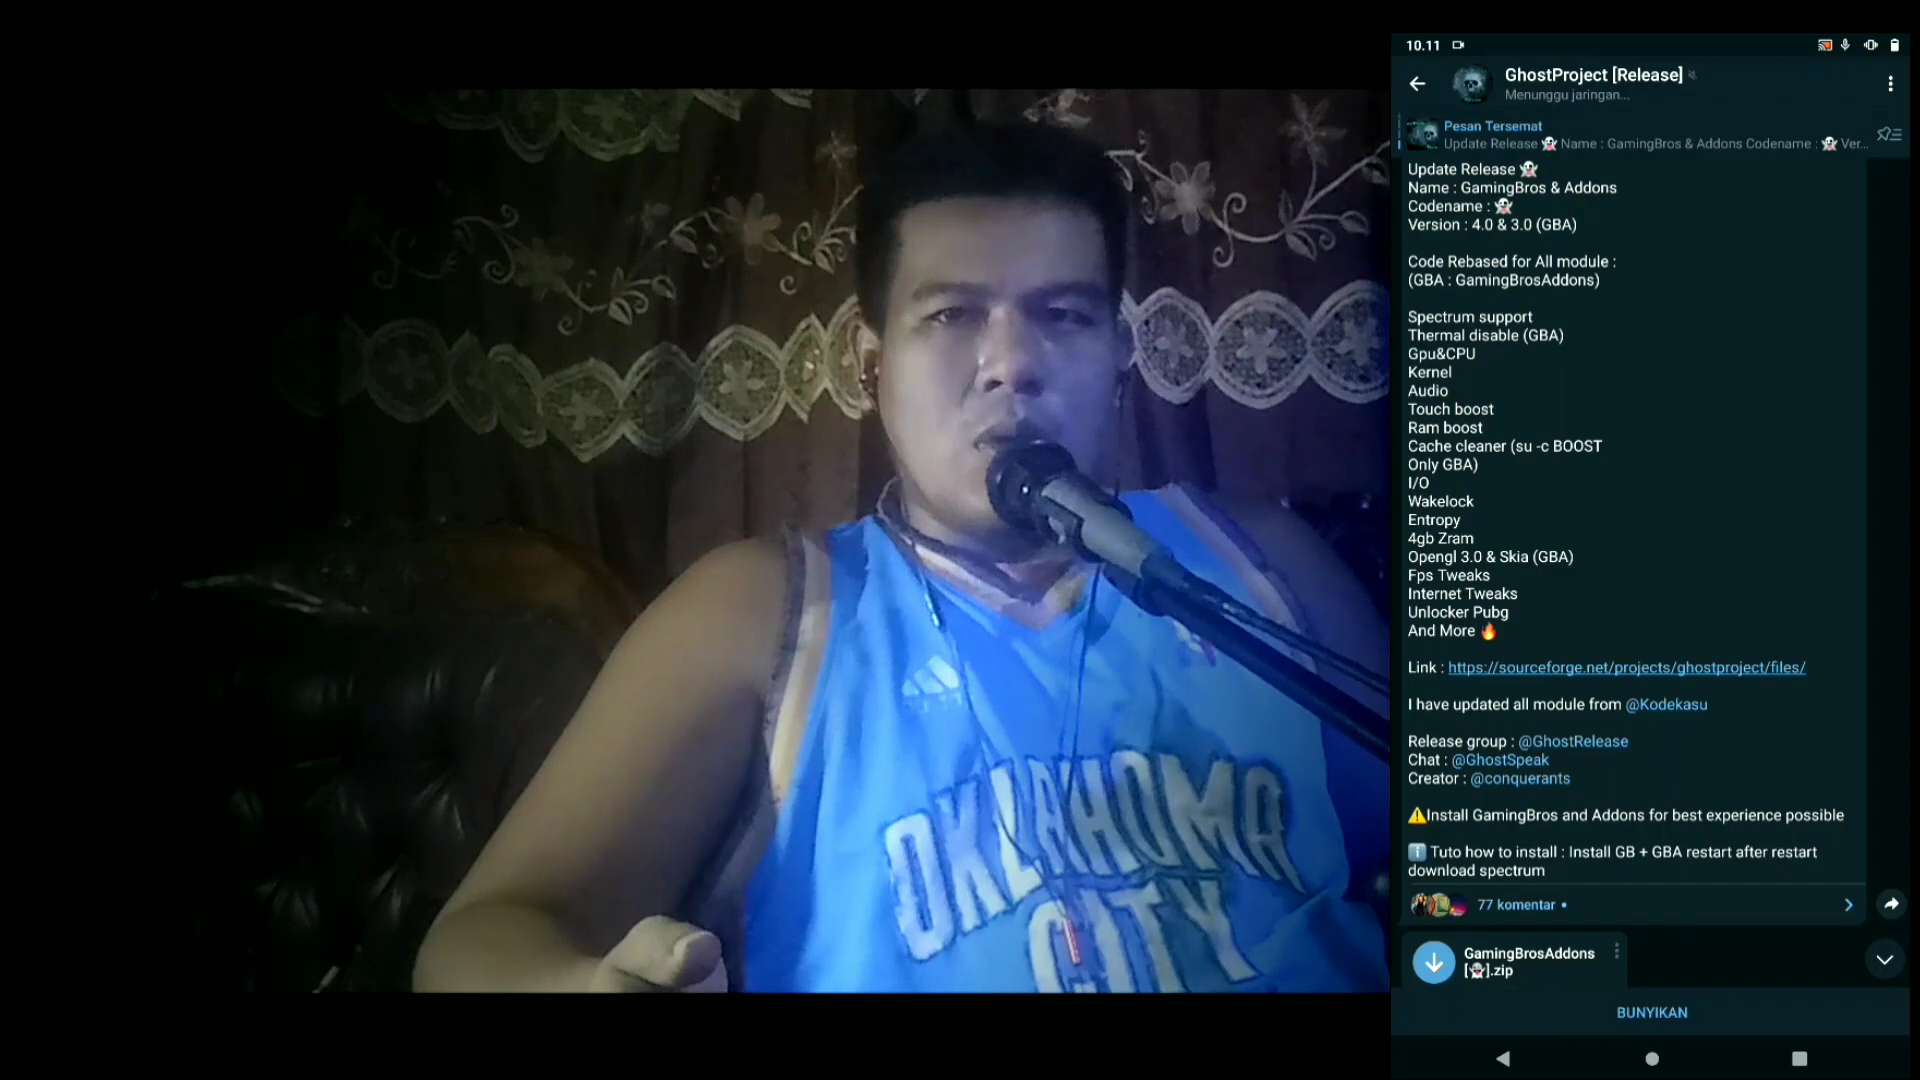 OKLAHOMA
CITY
10.11
GhostProject [Release]
Menunggu jaringan...
Pesan Tersemat
Update Release 👻 Name : GamingBros & Addons Codename : 👻 Ver...
Update Release 👻
Name : GamingBros & Addons
Codename : 👻
Version : 4.0 & 3.0 (GBA)
Code Rebased for All module :
(GBA : GamingBrosAddons)
Spectrum support
Thermal disable (GBA)
Gpu&CPU
Kernel
Audio
Touch boost
Ram boost
Cache cleaner (su -c BOOST
Only GBA)
I/O
Wakelock
Entropy
4gb Zram
Opengl 3.0 & Skia (GBA)
Fps Tweaks
Internet Tweaks
Unlocker Pubg
And More 🔥
Link : https://sourceforge.net/projects/ghostproject/files/
I have updated all module from @Kodekasu
Release group : @GhostRelease
Chat : @GhostSpeak
Creator : @conquerants
⚠️Install GamingBros and Addons for best experience possible
ℹ️ Tuto how to install : Install GB + GBA restart after restart
download spectrum
77 komentar •
GamingBrosAddons
[👻].zip
BUNYIKAN